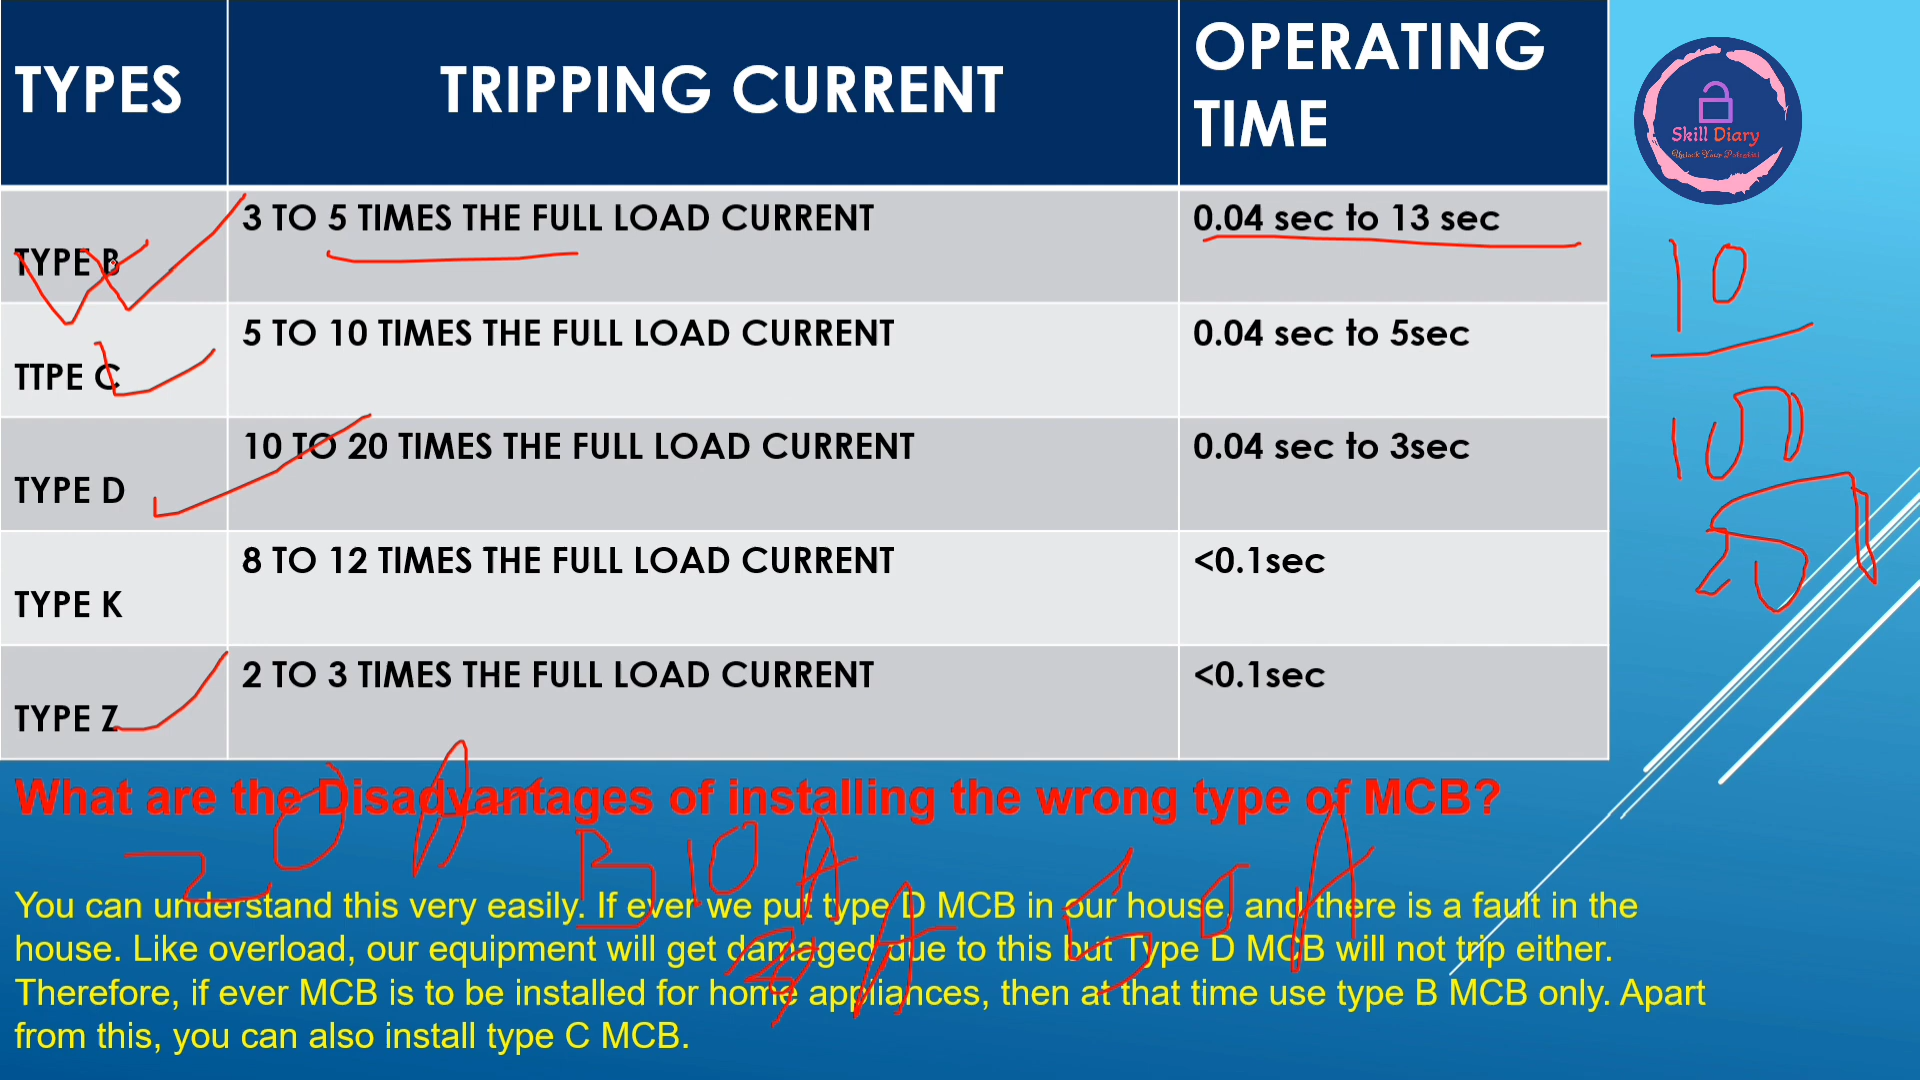 TYPES TRIPPING CURRENT OPERATING TIME
TYPE B 3 TO 5 TIMES THE FULL LOAD CURRENT 0.04 sec to 13 sec
TTPE C 5 TO 10 TIMES THE FULL LOAD CURRENT 0.04 sec to 5sec
TYPE D 10 TO 20 TIMES THE FULL LOAD CURRENT 0.04 sec to 3sec
TYPE K 8 TO 12 TIMES THE FULL LOAD CURRENT <0.1sec
TYPE Z 2 TO 3 TIMES THE FULL LOAD CURRENT <0.1sec
Skill Diary
Unlock Your Potential
10
What are the Disadvantages of installing the wrong type of MCB?
B10A
You can understand this very easily. If ever we put type D MCB in our house, and there is a fault in the
house. Like overload, our equipment will get damaged due to this but Type D MCB will not trip either.
Therefore, if ever MCB is to be installed for home appliances, then at that time use type B MCB only. Apart
from this, you can also install type C MCB.